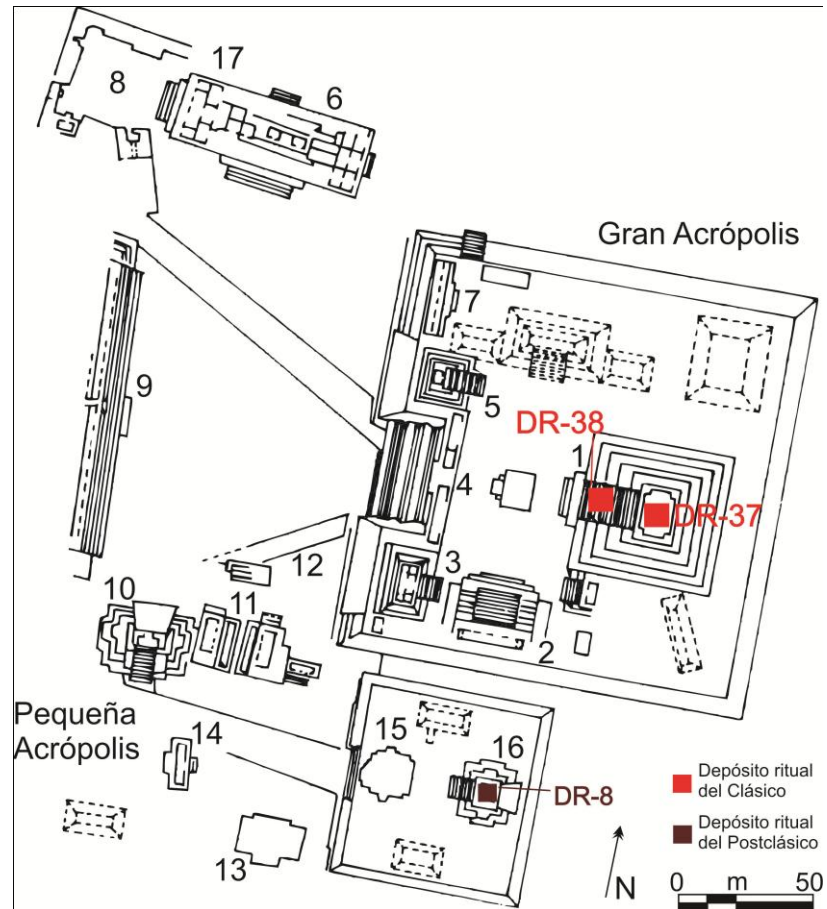 17
6
8
Gran Acrópolis
7
9
5
DR-38
1
4
DR-37
3
12
10
11
2
Pequeña
Acrópolis
14
15
16
DR-8
13
Depósito ritual
del Clásico
Depósito ritual
del Postclásico
N
0 m 50